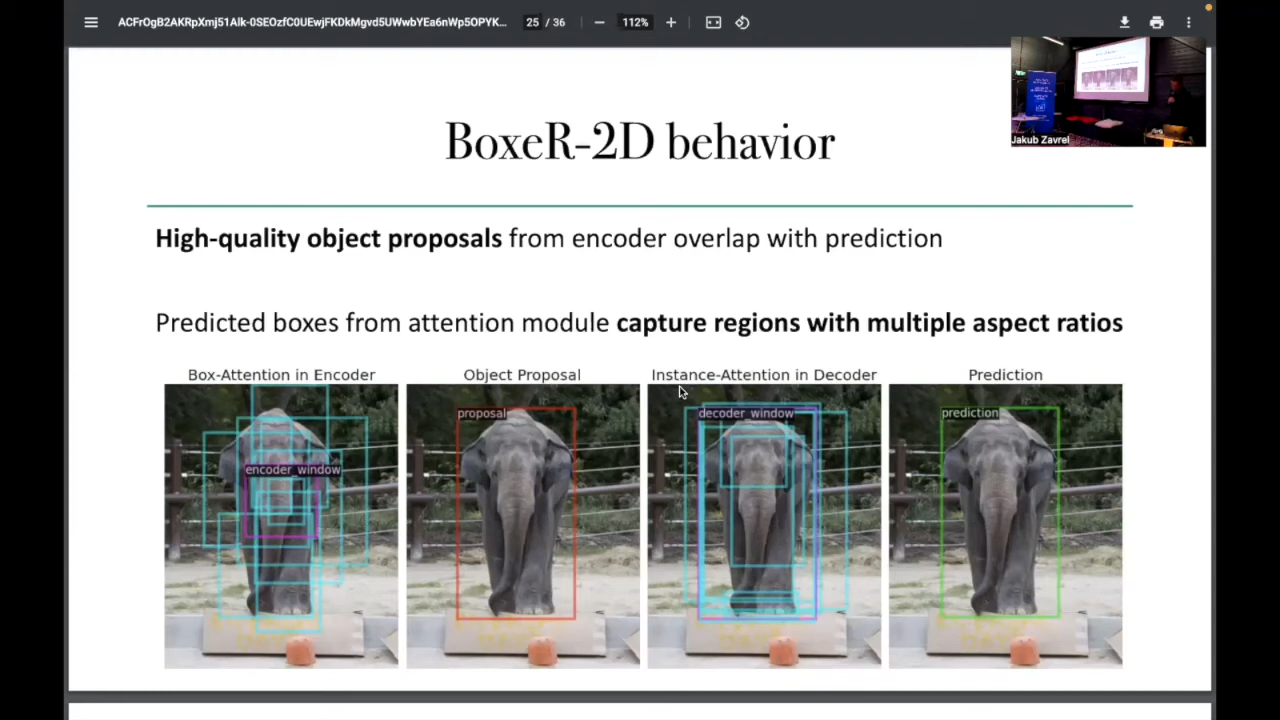 ACFrOgB2AKRpXmj51Alk-0SEOzfC0UEwjFKDkMgvd5UWwbYEa6nWp5OPYK...
25 / 36
112%
Jakub Zavrel
BoxeR-2D behavior
High-quality object proposals from encoder overlap with prediction
Predicted boxes from attention module capture regions with multiple aspect ratios
Box-Attention in Encoder
Object Proposal
Instance-Attention in Decoder
Prediction
encoder_window
proposal
decoder_window
prediction